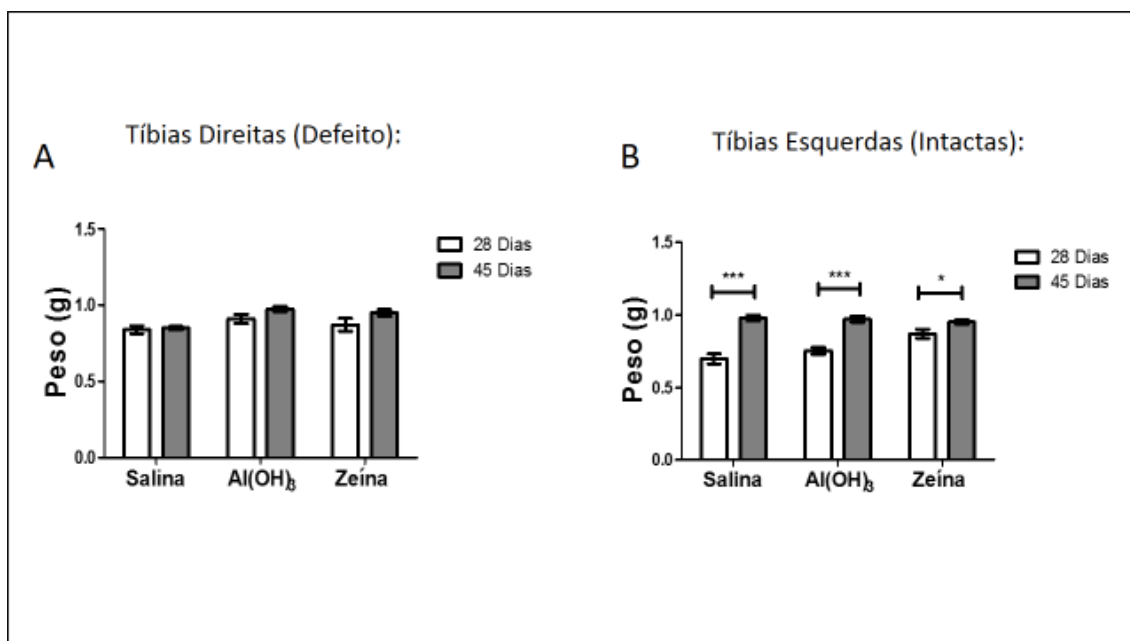 Tíbias Direitas (Defeito):
A
1.5
1.0
0.5
0.0
Peso (g)
Salina
Al(OH)3
Zeína
28 Dias
45 Dias
Tíbias Esquerdas (Intactas):
B
1.5
1.0
0.5
0.0
Peso (g)
***
***
*
Salina
Al(OH)3
Zeína
28 Dias
45 Dias